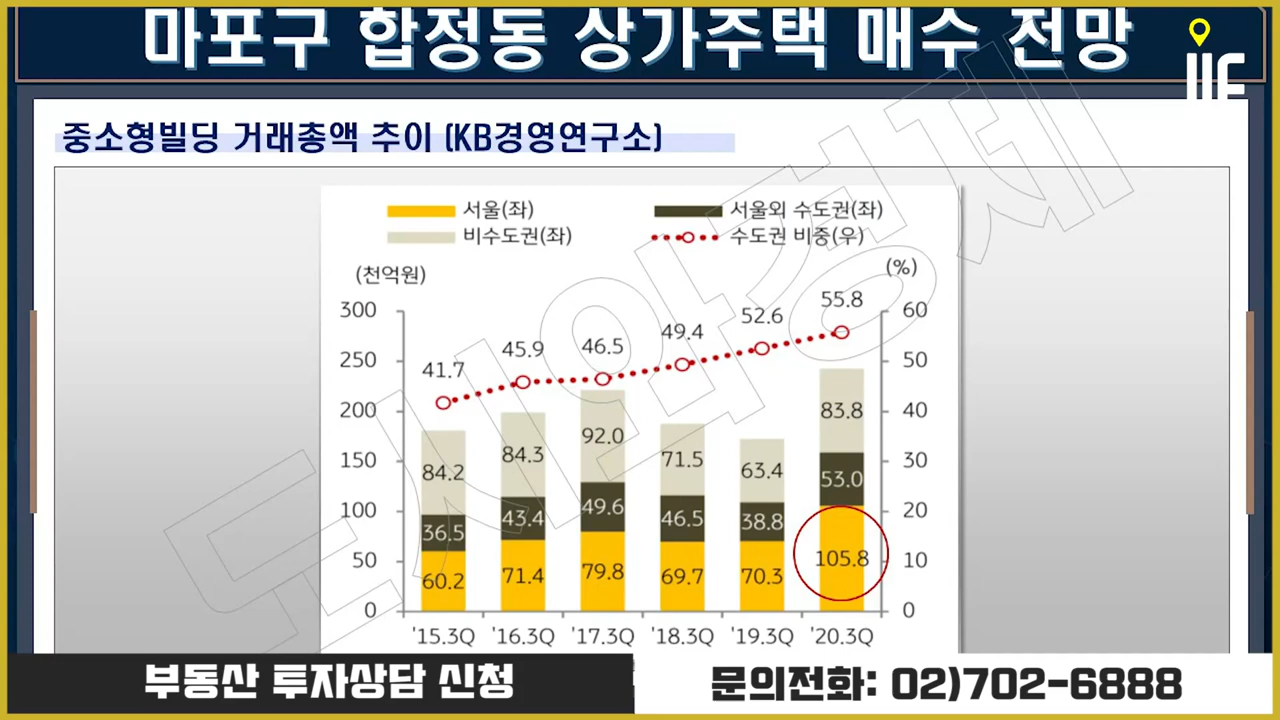 마포구 합정동 상가주택 매수 전망
중소형빌딩 거래총액 추이 (KB경영연구소)
서울(좌) 서울외 수도권(좌)
비수도권(좌) 수도권 비중(우)
(천억원) (%)
300 60
250 50
200 40
150 30
100 20
50 10
0 0
41.7 45.9 46.5 49.4 52.6 55.8
84.2 84.3 92.0 71.5 63.4 83.8
36.5 43.4 49.6 46.5 38.8 53.0
60.2 71.4 79.8 69.7 70.3 105.8
'15.3Q '16.3Q '17.3Q '18.3Q '19.3Q '20.3Q
도시와경제
부동산 투자상담 신청
문의전화: 02)702-6888